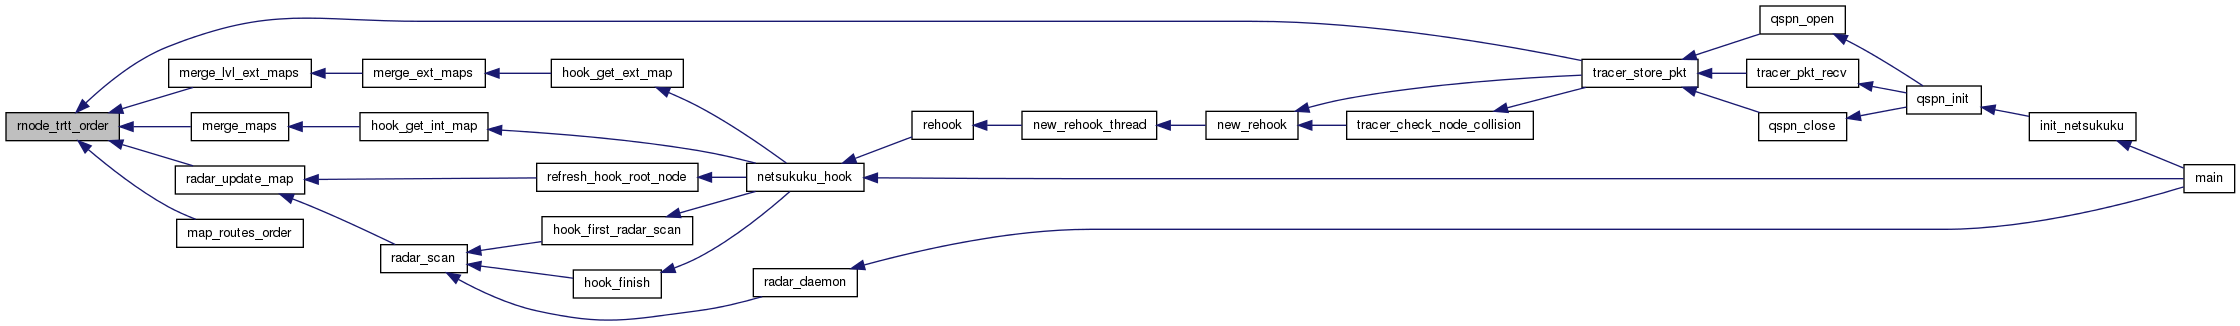 rnode_trtt_order
merge_lvl_ext_maps
merge_maps
radar_update_map
map_routes_order
merge_ext_maps
hook_get_int_map
radar_scan
hook_get_ext_map
refresh_hook_root_node
hook_first_radar_scan
hook_finish
netsukuku_hook
radar_daemon
rehook
new_rehook_thread
new_rehook
tracer_check_node_collision
tracer_store_pkt
qspn_open
tracer_pkt_recv
qspn_close
qspn_init
init_netsukuku
main